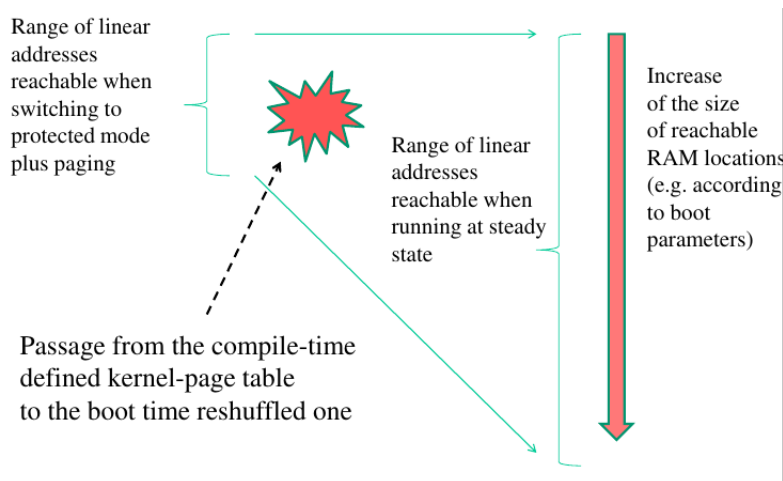 Range of linear
addresses
reachable when
switching to
protected mode
plus paging
Range of linear
addresses
reachable when
running at steady
state
Increase
of the size
of reachable
RAM locations
(e.g. according
to boot
parameters)
Passage from the compile-time
defined kernel-page table
to the boot time reshuffled one